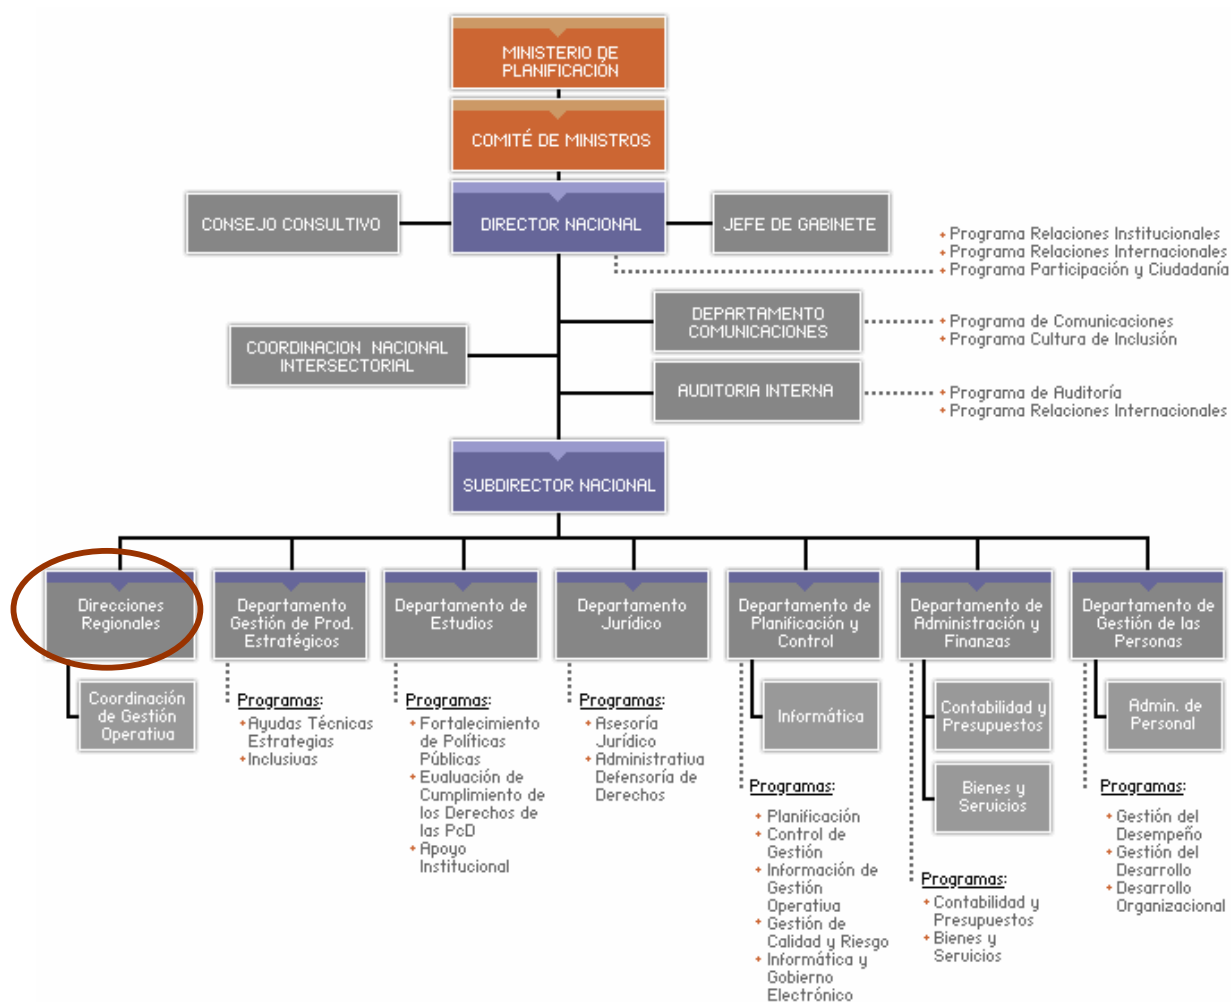 MINISTERIO DE
PLANIFICACIÓN
COMITÉ DE MINISTROS
CONSEJO CONSULTIVO
DIRECTOR NACIONAL
JEFE DE GABINETE
Programa Relaciones Institucionales
Programa Relaciones Internacionales
Programa Participación y Ciudadanía
DEPARTAMENTO
COMUNICACIONES
Programa de Comunicaciones
Programa Cultura de Inclusión
COORDINACION NACIONAL
INTERSECTORIAL
AUDITORIA INTERNA
Programa de Auditoría
Programa Relaciones Internacionales
SUBDIRECTOR NACIONAL
Direcciones
Regionales
Coordinación
de Gestión
Operativa
Departamento
Gestión de Prod.
Estratégicos
Programas:
Ayudas Técnicas
Estrategias
Inclusivas
Departamento de
Estudios
Programas:
Fortalecimiento
de Políticas
Públicas
Evaluación de
Cumplimiento de
los Derechos de
las PcD
Apoyo
Institucional
Departamento
Jurídico
Programas:
Asesoría
Jurídico
Administrativa
Defensoría de
Derechos
Departamento de
Planificación y
Control
Informática
Programas:
Planificación
Control de
Gestión
Información de
Gestión
Operativa
Gestión de
Calidad y Riesgo
Informática y
Gobierno
Electrónico
Departamento de
Administración y
Finanzas
Contabilidad y
Presupuestos
Bienes y
Servicios
Programas:
Contabilidad y
Presupuestos
Bienes y
Servicios
Departamento de
Gestión de las
Personas
Admin. de
Personal
Programas:
Gestión del
Desempeño
Gestión del
Desarrollo
Desarrollo
Organizacional